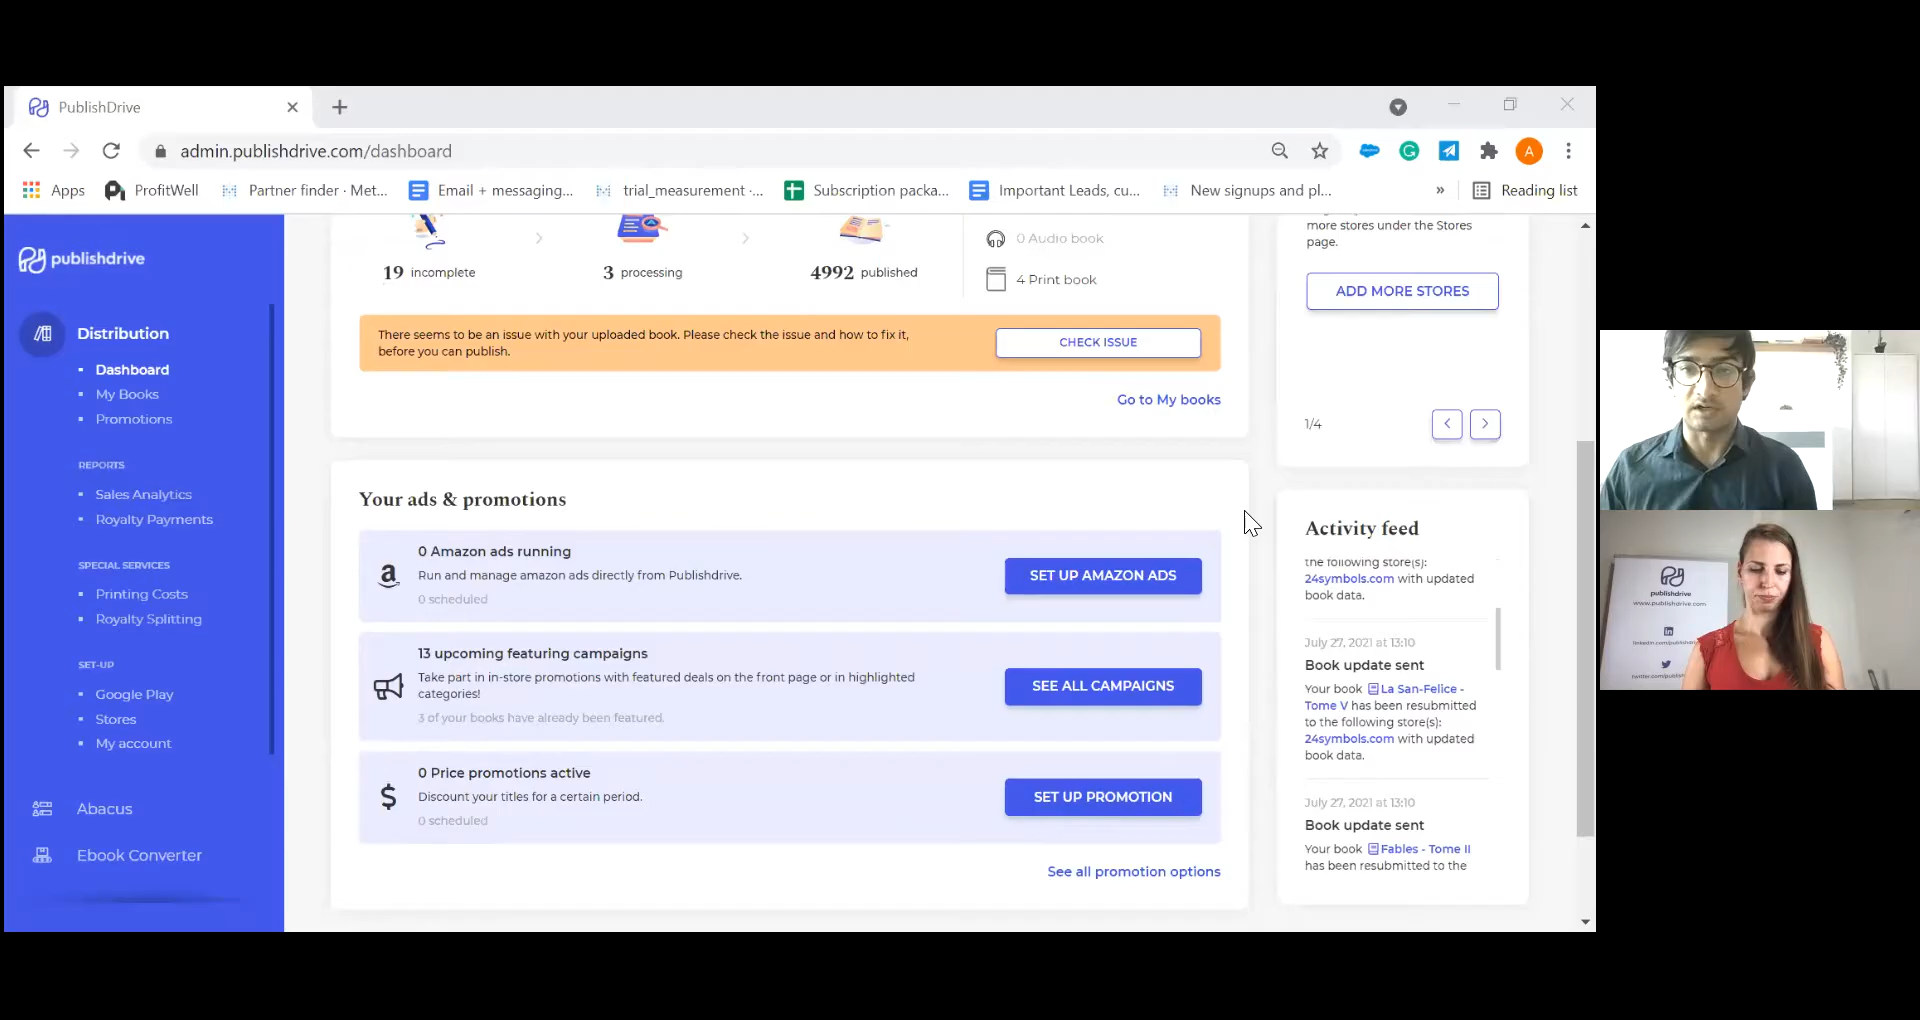 PublishDrive
admin.publishdrive.com/dashboard
Apps
ProfitWell
Partner finder · Met...
Email + messaging...
trial_measurement ·...
Subscription packa...
Important Leads, cu...
New signups and pl...
»
Reading list
publishdrive
Distribution
Dashboard
My Books
Promotions
REPORTS
Sales Analytics
Royalty Payments
SPECIAL SERVICES
Printing Costs
Royalty Splitting
SET-UP
Google Play
Stores
My account
Abacus
Ebook Converter
19 incomplete
3 processing
4992 published
0 Audio book
4 Print book
There seems to be an issue with your uploaded book. Please check the issue and how to fix it,
before you can publish.
CHECK ISSUE
Go to My books
Your ads & promotions
0 Amazon ads running
Run and manage amazon ads directly from Publishdrive.
0 scheduled
SET UP AMAZON ADS
13 upcoming featuring campaigns
Take part in in-store promotions with featured deals on the front page or in highlighted
categories!
3 of your books have already been featured.
SEE ALL CAMPAIGNS
0 Price promotions active
Discount your titles for a certain period.
0 scheduled
SET UP PROMOTION
See all promotion options
more stores under the Stores
page.
ADD MORE STORES
1/4
Activity feed
the following store(s):
24symbols.com with updated
book data.
July 27, 2021 at 13:10
Book update sent
Your book La San-Felice -
Tome V has been resubmitted
to the following store(s):
24symbols.com with updated
book data.
July 27, 2021 at 13:10
Book update sent
Your book Fables - Tome II
has been resubmitted to the
A
publishdrive
www.publishdrive.com